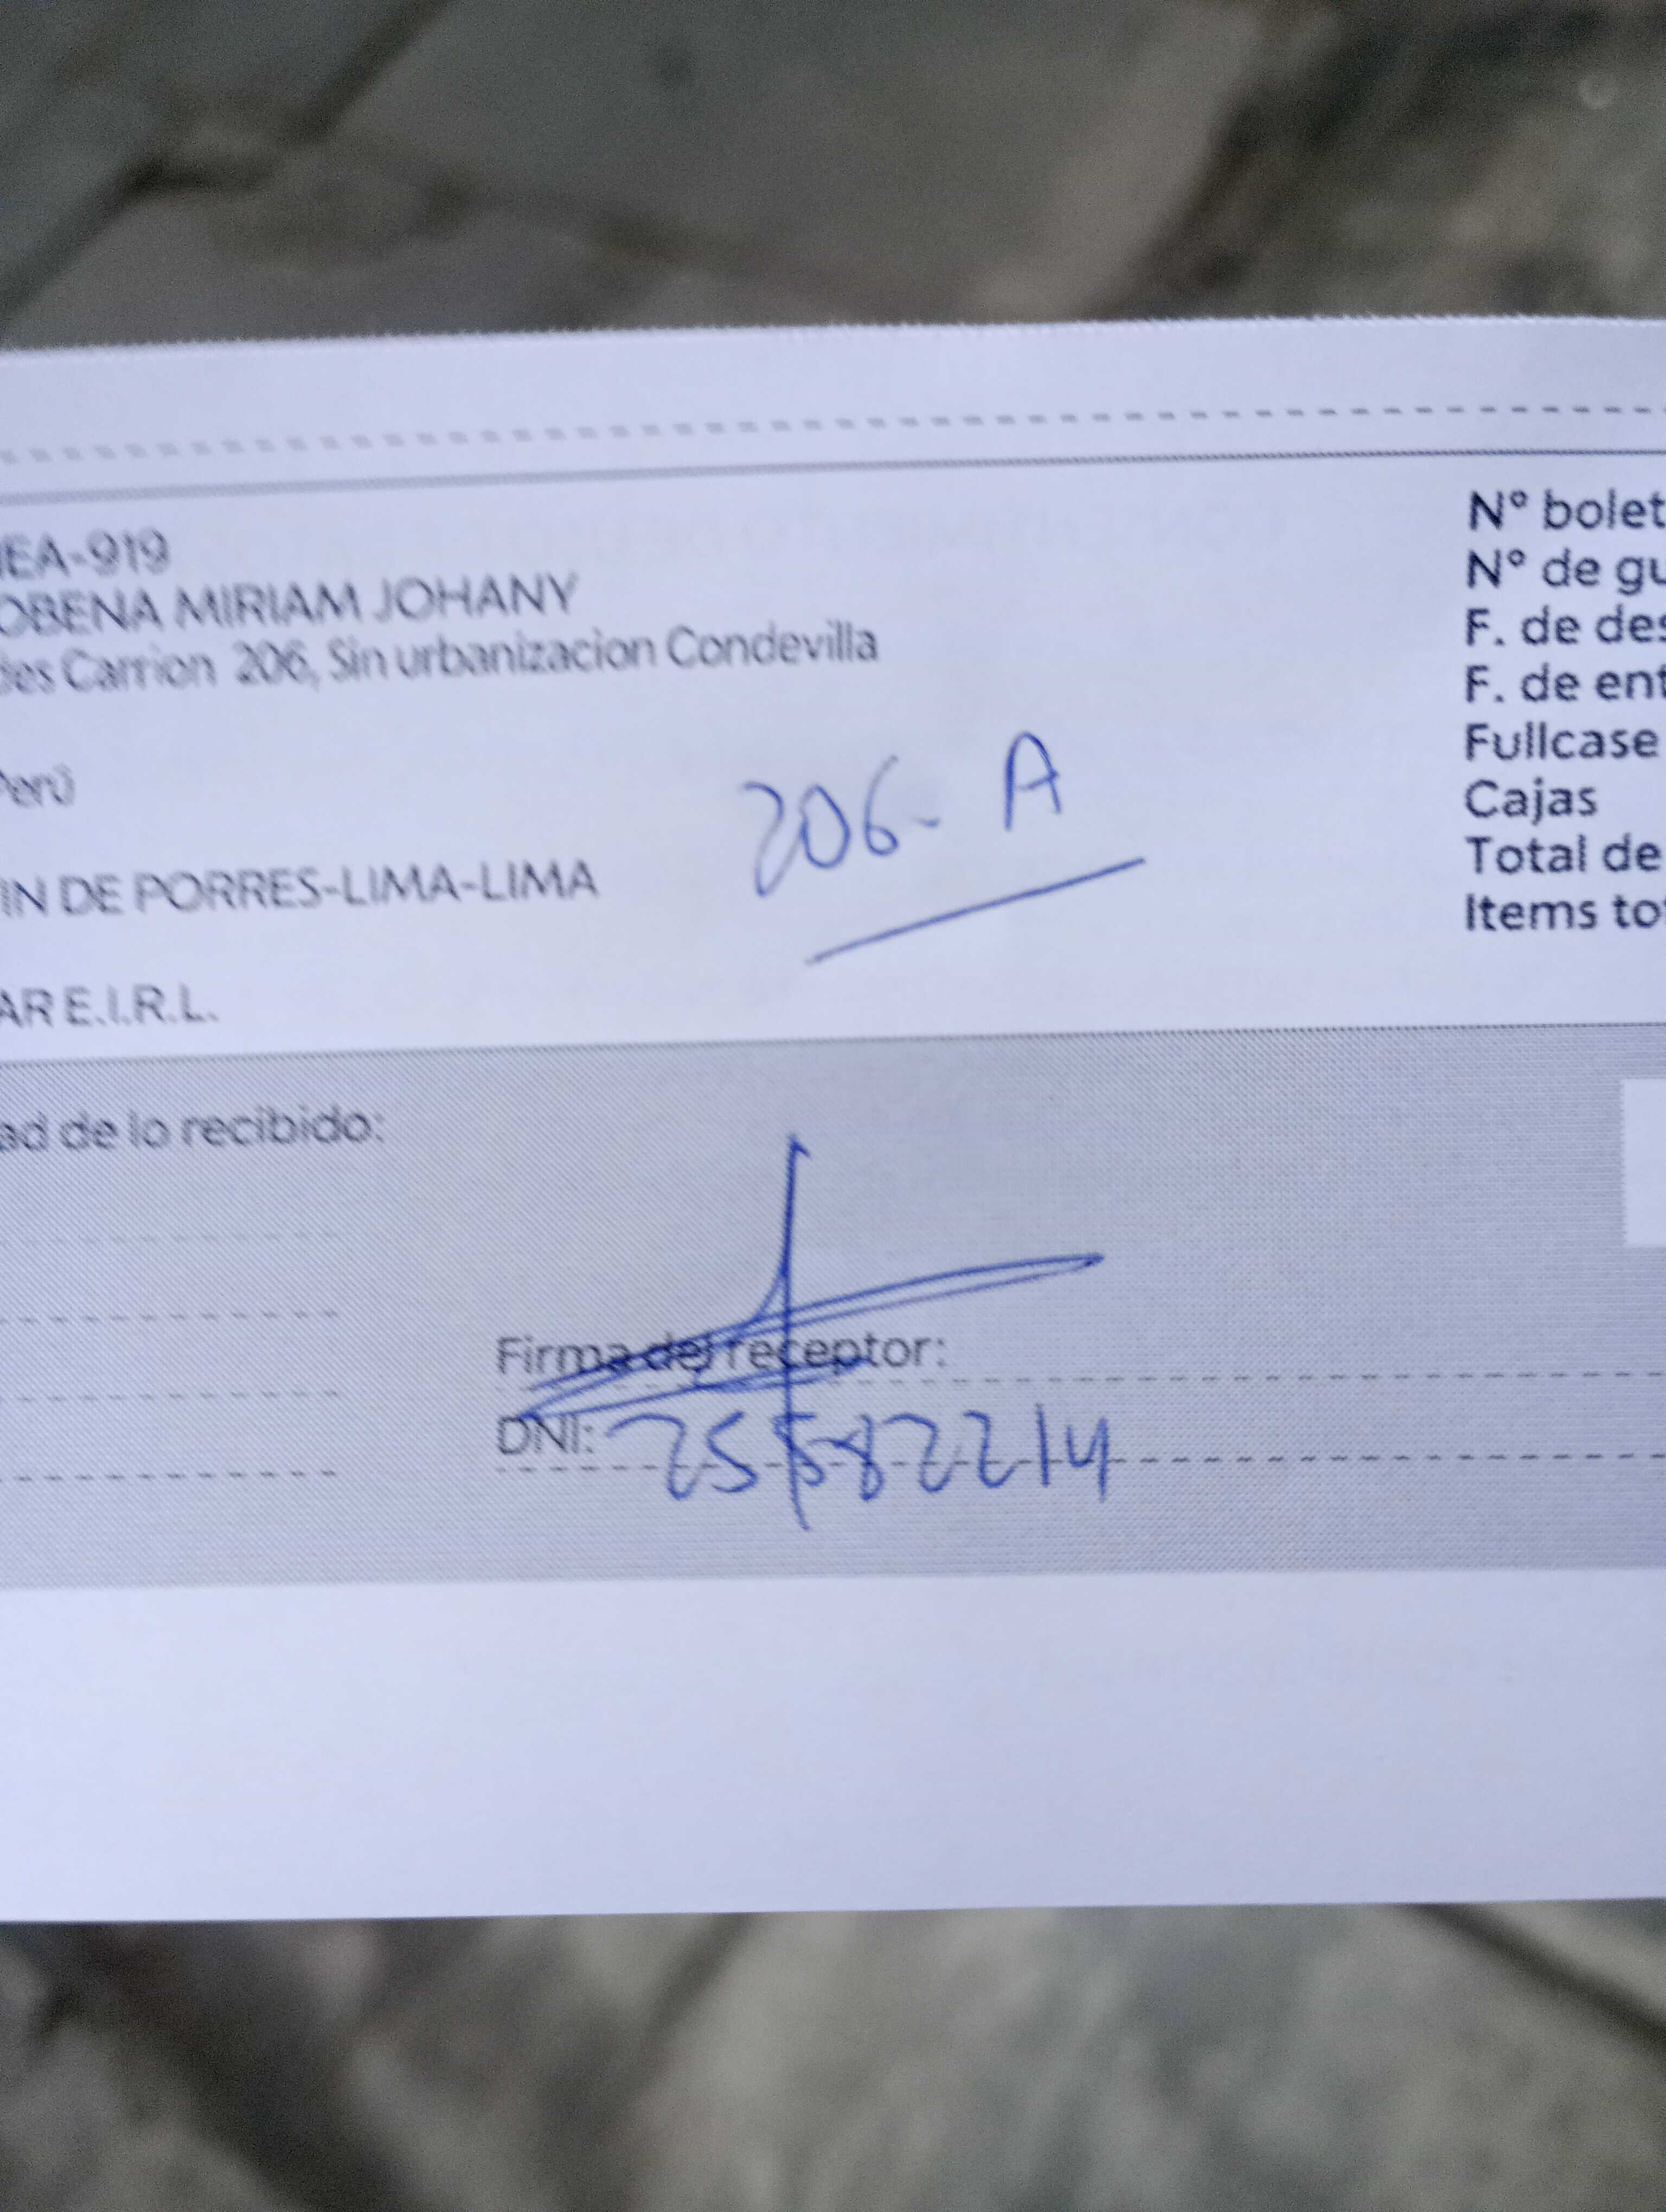 IEA-919
OBENA MIRIAM JOHANY
des Carrion 206, Sin urbanizacion Condevilla
Perú
206- A
IN DE PORRES-LIMA-LIMA
AR E.I.R.L.
N° bolet
N° de gu
F. de des
F. de ent
Fullcase
Cajas
Total de
Items to
ad de lo recibido:
Firma del receptor:
DNI: 25582214